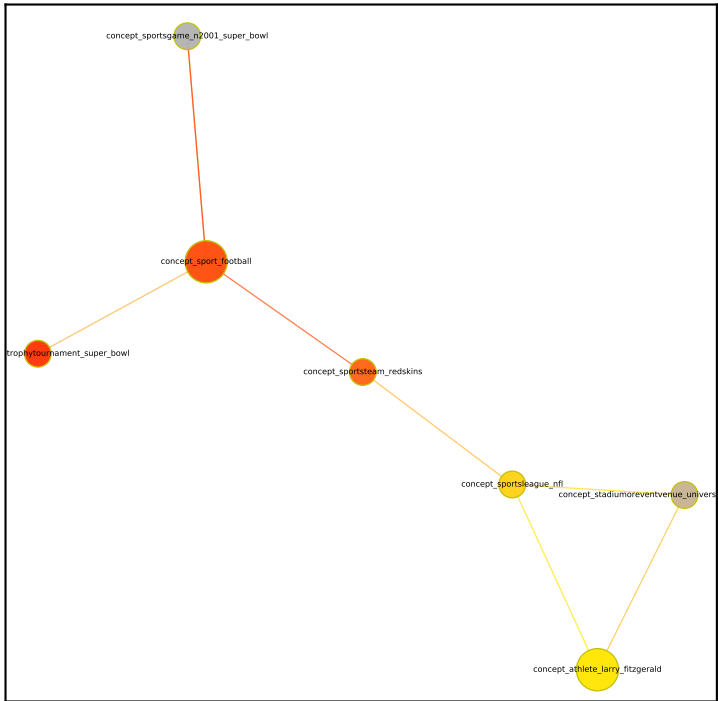 concept_sportsgame_n2001_super_bowl
concept_sport_football
trophytournament_super_bowl
concept_sportsteam_redskins
concept_sportsleague_nfl
concept_stadiumoreventvenue_univers
concept_athlete_larry_fitzgerald